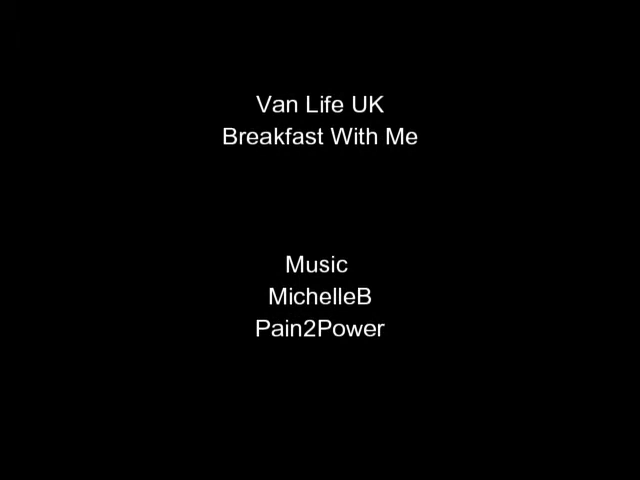 Van Life UK
Breakfast With Me
Music
MichelleB
Pain2Power